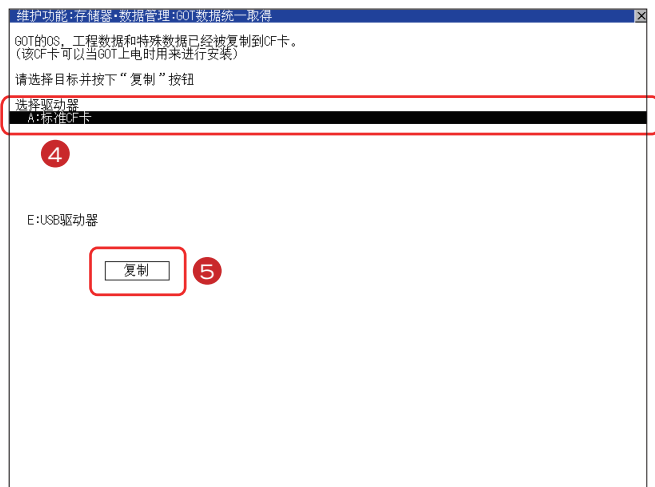 维护功能:存储器・数据管理:GOT数据统一取得
GOT的OS, 工程数据和特殊数据已经被复制到CF卡。
(该CF卡可以当GOT上电时用来进行安装)
请选择目标并按下“复制”按钮
选择驱动器
A:标准CF卡
4
E:USB驱动器
复制
5